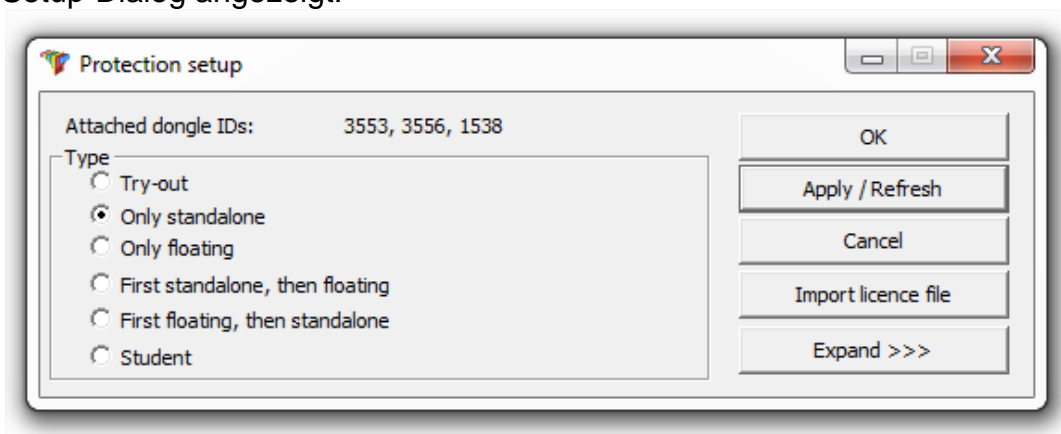 Setup-Dialog angezeigt.
Protection setup
Attached dongle IDs: 3553, 3556, 1538
Type
Try-out
Only standalone
Only floating
First standalone, then floating
First floating, then standalone
Student
OK
Apply / Refresh
Cancel
Import licence file
Expand >>>